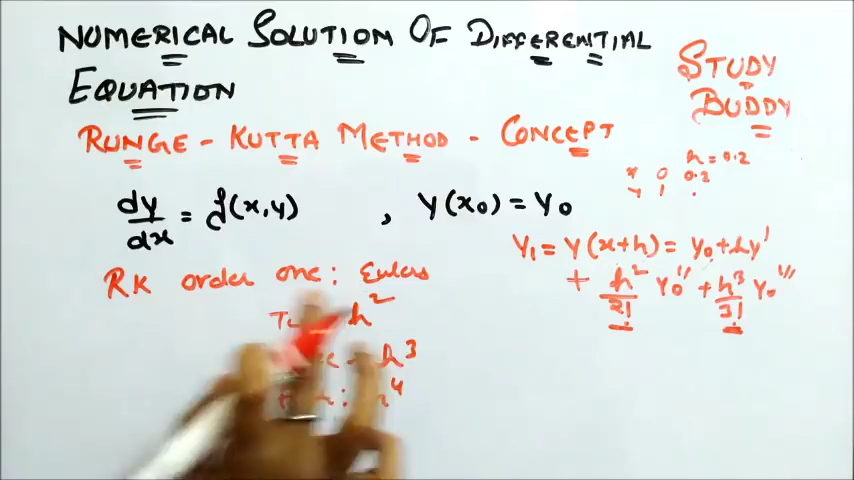 NUMERICAL SOLUTION OF DIFFERENTIAL
EQUATION
STUDY
BUDDY
RUNGE - KUTTA METHOD - CONCEPT
h = 0.2
x 0 0.2
y 1 .
dy/dx = f(x,y) , Y(x0) = Y0
Y1 = Y(x+h) = Y0 + hy'
+ h²/2! Y0'' + h³/3! Y0'''
RK order one: Eulers
h²
h³
: h⁴